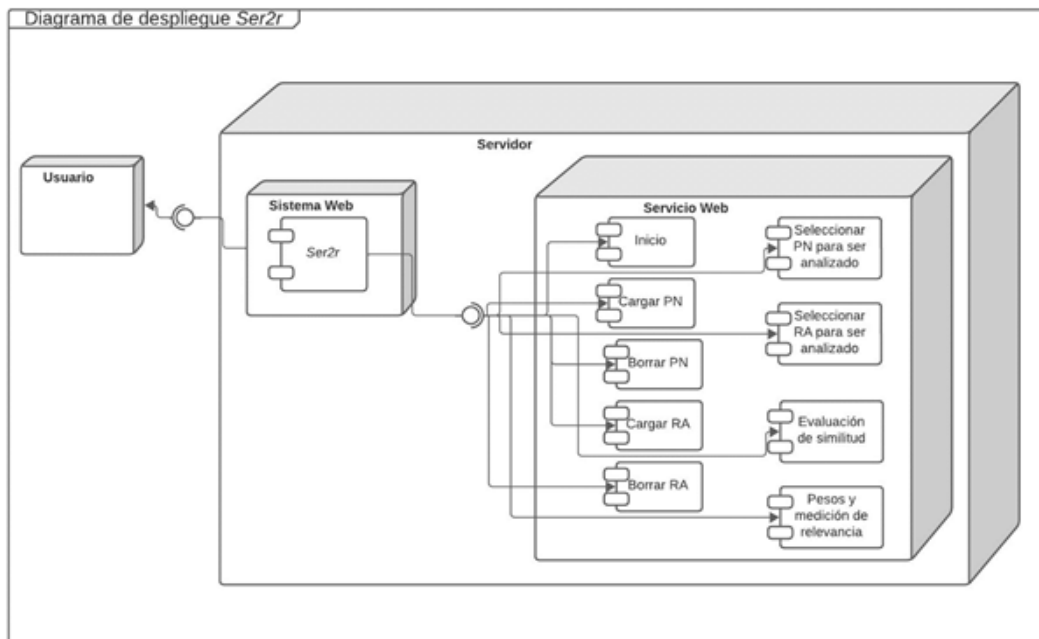 Diagrama de despliegue Ser2r
Servidor
Usuario
Sistema Web
Ser2r
Servicio Web
Inicio
Cargar PN
Borrar PN
Cargar RA
Borrar RA
Seleccionar
PN para ser
analizado
Seleccionar
RA para ser
analizado
Evaluación
de similitud
Pesos y
medición de
relevancia